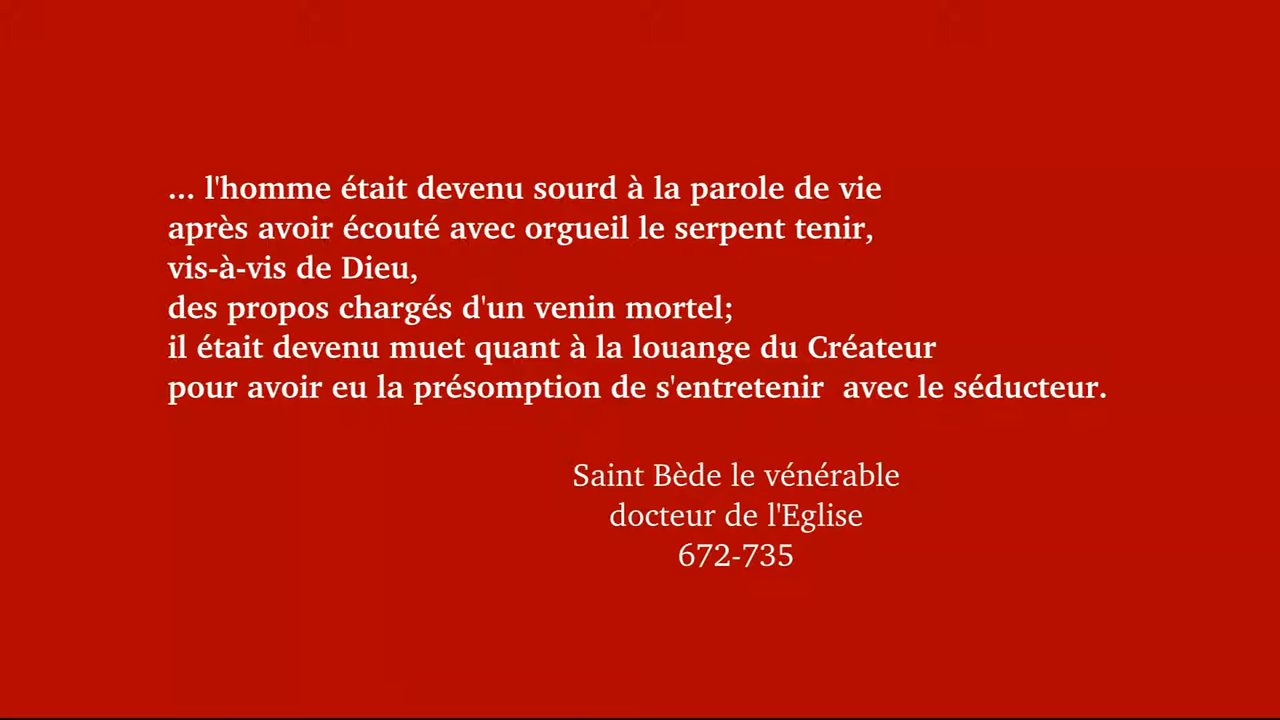 ... l'homme était devenu sourd à la parole de vie
après avoir écouté avec orgueil le serpent tenir,
vis-à-vis de Dieu,
des propos chargés d'un venin mortel;
il était devenu muet quant à la louange du Créateur
pour avoir eu la présomption de s'entretenir  avec le séducteur.
Saint Bède le vénérable
docteur de l'Eglise
672-735